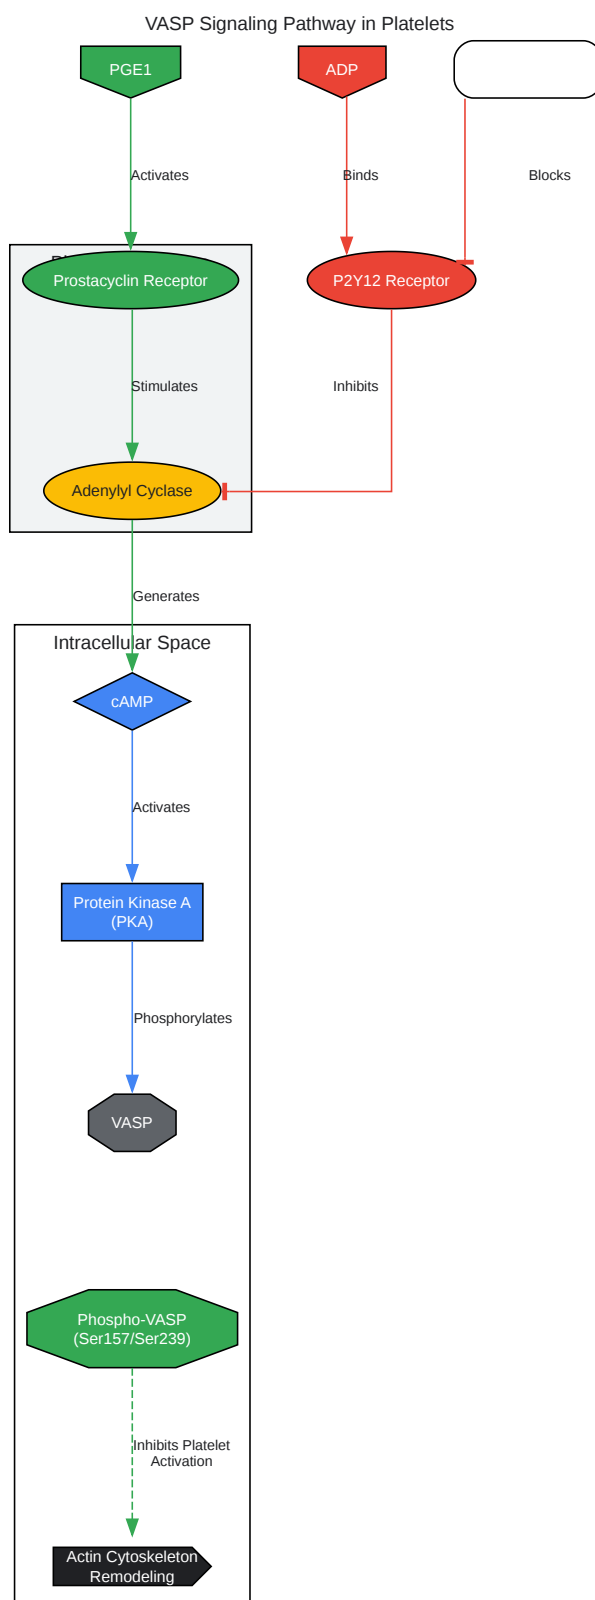 VASP Signaling Pathway in Platelets
PGE1
ADP
Activates
Binds
Blocks
Prostacyclin Receptor
P2Y12 Receptor
Stimulates
Inhibits
Adenylyl Cyclase
Generates
Intracellular Space
cAMP
Activates
Protein Kinase A
(PKA)
Phosphorylates
VASP
Phospho-VASP
(Ser157/Ser239)
Inhibits Platelet
Activation
Actin Cytoskeleton
Remodeling